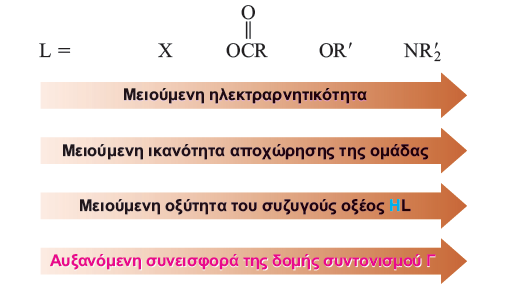 O
||
L = X OCR OR′ NR′₂
Μειούμενη ηλεκτραρνητικότητα
Μειούμενη ικανότητα αποχώρησης της ομάδας
Μειούμενη οξύτητα του συζυγούς οξέος HL
Αυξανόμενη συνεισφορά της δομής συντονισμού Γ